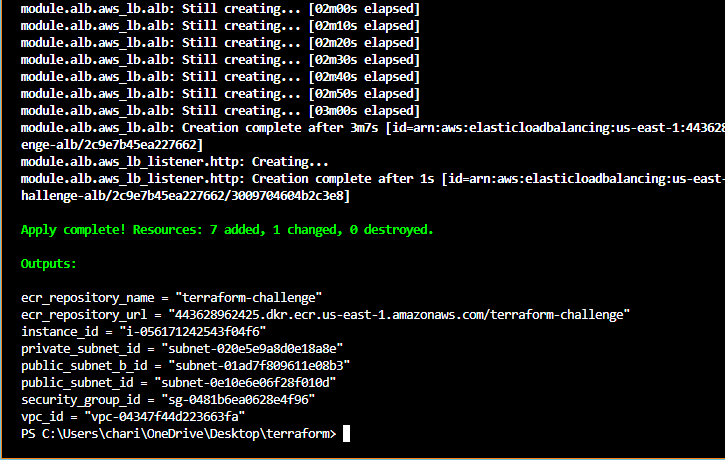 module.alb.aws_lb.alb: Still creating... [02m00s elapsed]
module.alb.aws_lb.alb: Still creating... [02m10s elapsed]
module.alb.aws_lb.alb: Still creating... [02m20s elapsed]
module.alb.aws_lb.alb: Still creating... [02m30s elapsed]
module.alb.aws_lb.alb: Still creating... [02m40s elapsed]
module.alb.aws_lb.alb: Still creating... [02m50s elapsed]
module.alb.aws_lb.alb: Still creating... [03m00s elapsed]
module.alb.aws_lb.alb: Creation complete after 3m7s [id=arn:aws:elasticloadbalancing:us-east-1:443628
enge-alb/2c9e7b45ea227662]
module.alb.aws_lb_listener.http: Creating...
module.alb.aws_lb_listener.http: Creation complete after 1s [id=arn:aws:elasticloadbalancing:us-east-
hallenge-alb/2c9e7b45ea227662/3009704604b2c3e8]
Apply complete! Resources: 7 added, 1 changed, 0 destroyed.
Outputs:
ecr_repository_name = "terraform-challenge"
ecr_repository_url = "443628962425.dkr.ecr.us-east-1.amazonaws.com/terraform-challenge"
instance_id = "i-056171242543f04f6"
private_subnet_id = "subnet-020e5e9a8d0e18a8e"
public_subnet_b_id = "subnet-01ad7f809611e08b3"
public_subnet_id = "subnet-0e10e6e06f28f010d"
security_group_id = "sg-0481b6ea0628e4f96"
vpc_id = "vpc-04347f44d223663fa"
PS C:\Users\chari\OneDrive\Desktop\terraform>